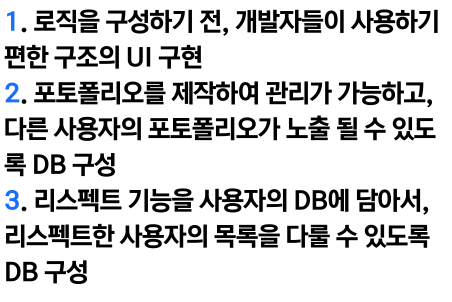 1. 로직을 구성하기 전, 개발자들이 사용하기
편한 구조의 UI 구현
2. 포토폴리오를 제작하여 관리가 가능하고,
다른 사용자의 포토폴리오가 노출 될 수 있도
록 DB 구성
3. 리스펙트 기능을 사용자의 DB에 담아서,
리스펙트한 사용자의 목록을 다룰 수 있도록
DB 구성